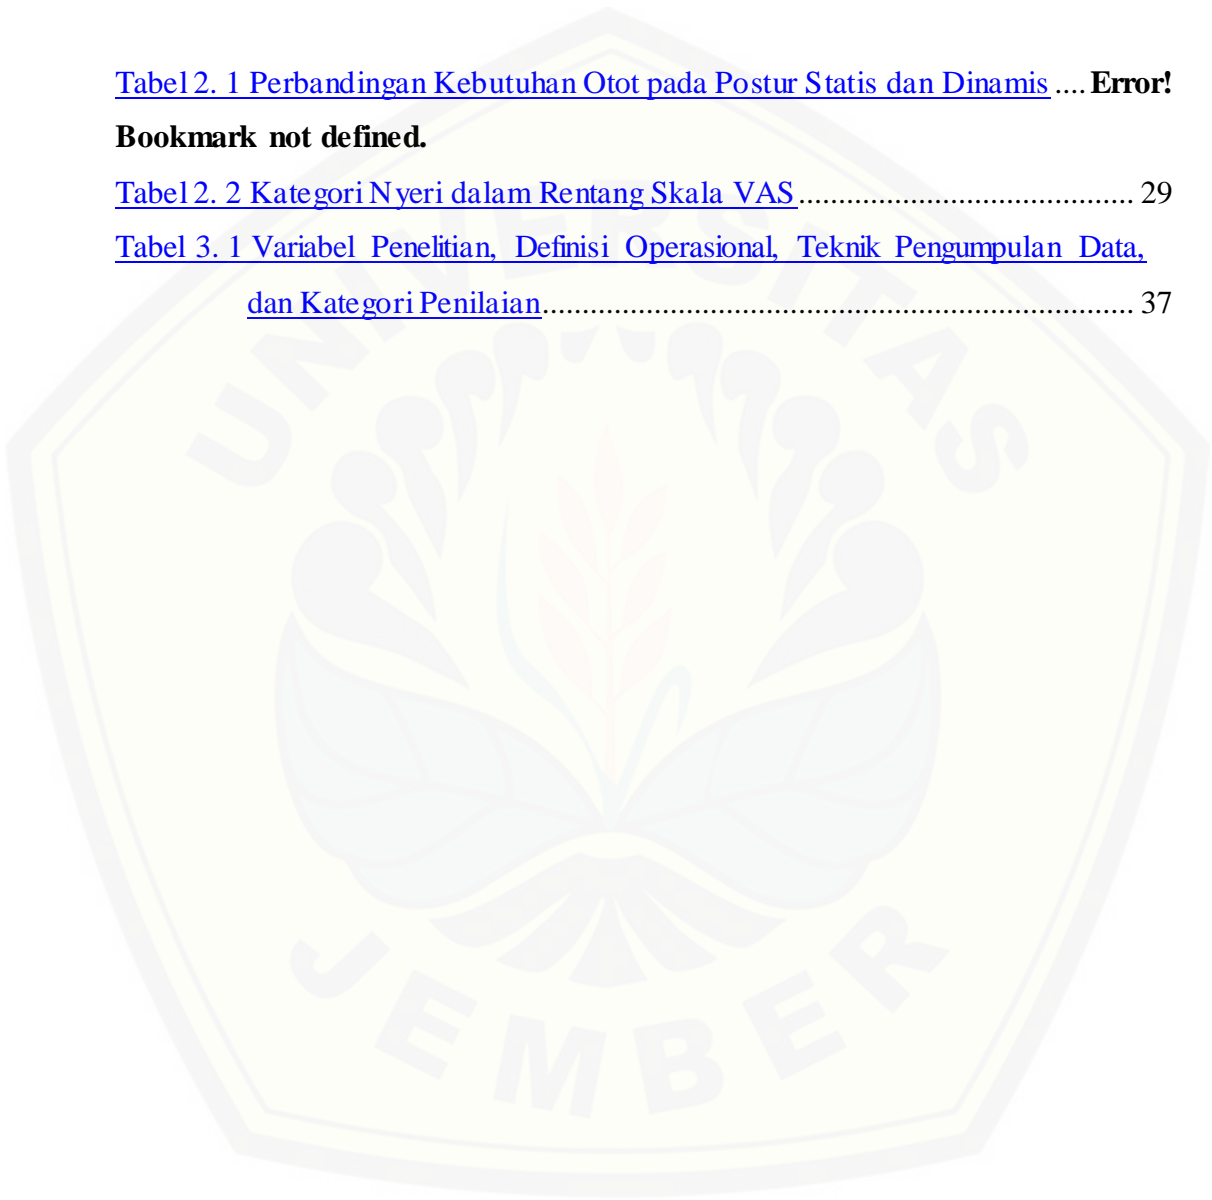 Tabel 2. 1 Perbandingan Kebutuhan Otot pada Postur Statis dan Dinamis .... Error!
Bookmark not defined.
Tabel 2. 2 Kategori Nyeri dalam Rentang Skala VAS .......................................... 29
Tabel 3. 1 Variabel Penelitian, Definisi Operasional, Teknik Pengumpulan Data,
dan Kategori Penilaian.......................................................................... 37
UNIVERSITAS
JEMBER